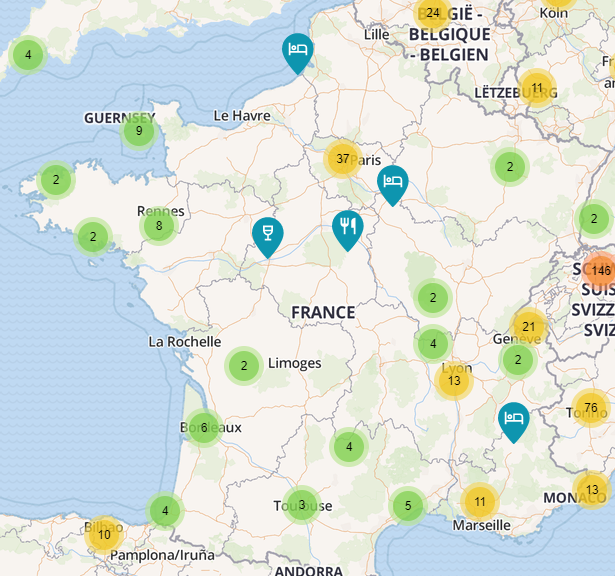 24
BELGIË -
BELGIQUE
- BELGIEN
Köln
Lille
4
11
LËTZEBUERG
GUERNSEY
9
Le Havre
37
Paris
2
2
Rennes
8
2
2
146
SUIS
SVIZZ
SVIZ
2
FRANCE
21
Genève
La Rochelle
4
2
2
Limoges
Lyon
13
76
Torino
6
Bordeaux
4
MONACO
13
4
3
Toulouse
5
11
Marseille
Bilbao
10
Pamplona/Iruña
ANDORRA